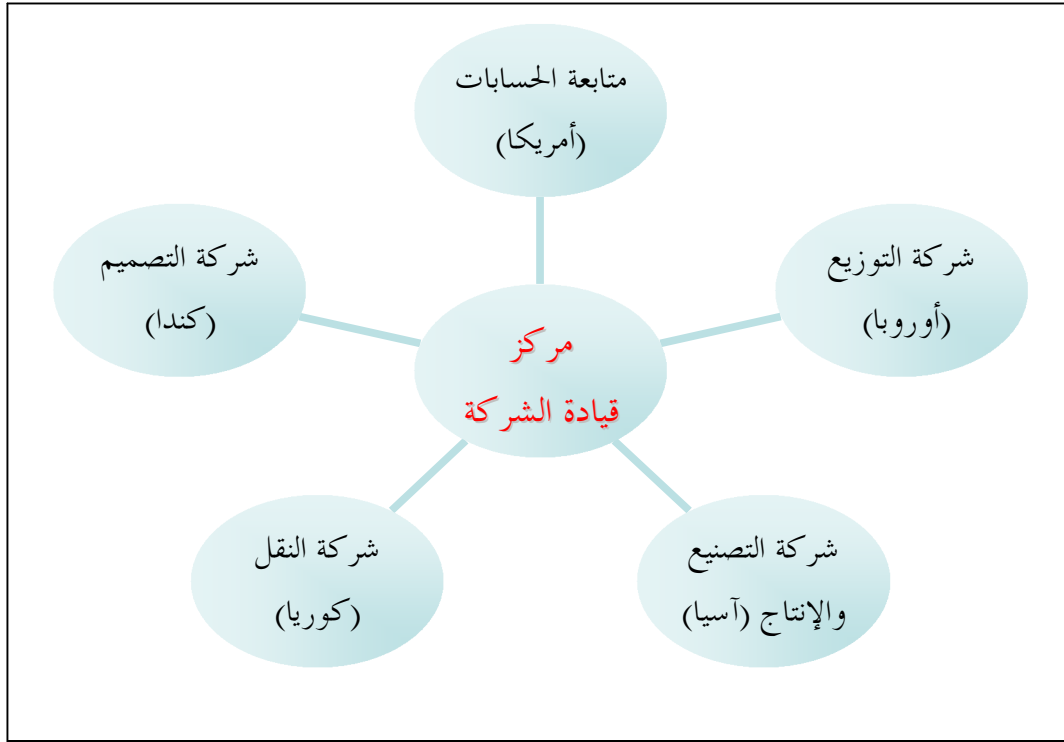 متابعة الحسابات
(أمريكا)
شركة التوزيع
(أوروبا)
شركة التصميم
(كندا)
مركز
قيادة الشركة
شركة التصنيع
والإنتاج (آسيا)
شركة النقل
(كوريا)